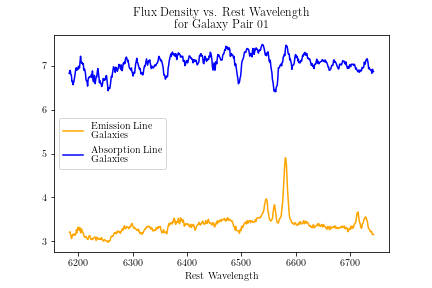 Flux Density vs. Rest Wavelength
for Galaxy Pair 01
7
6
5
4
3
Emission Line
Galaxies
Absorption Line
Galaxies
6200
6300
6400
6500
6600
6700
Rest Wavelength